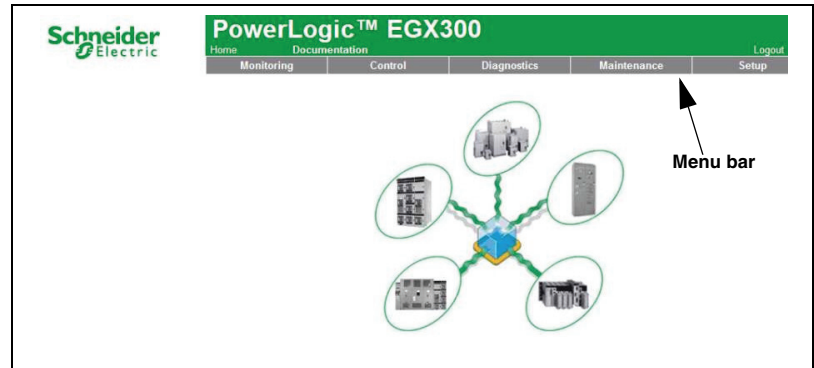 Schneider
Electric
PowerLogic™ EGX300
Home Documentation Logout
Monitoring Control Diagnostics Maintenance Setup
Menu bar